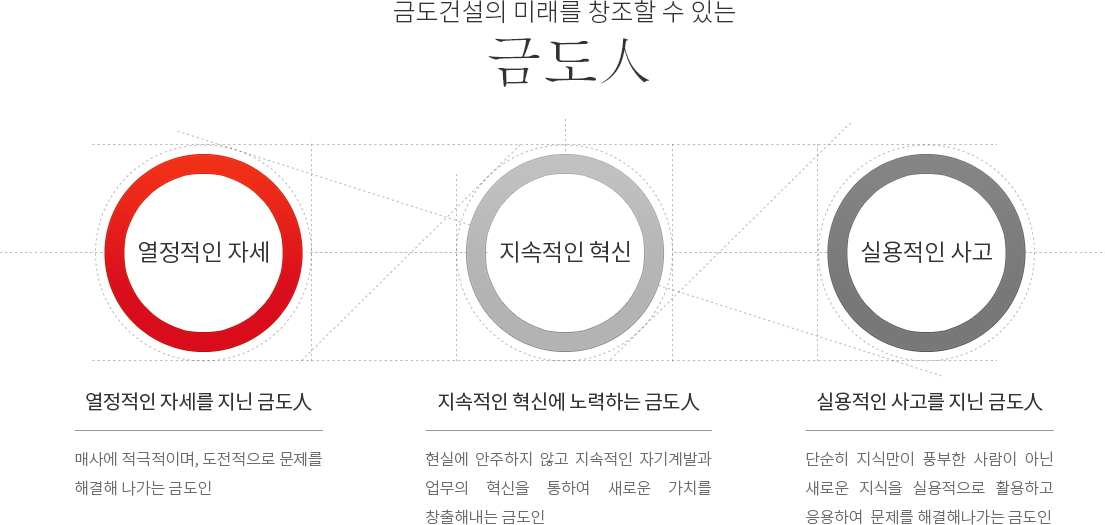 금도건설의 미래를 창조할 수 있는
금도人
열정적인 자세
지속적인 혁신
실용적인 사고
열정적인 자세를 지닌 금도人
매사에 적극적이며, 도전적으로 문제를
해결해 나가는 금도인
지속적인 혁신에 노력하는 금도人
현실에 안주하지 않고 지속적인 자기계발과
업무의 혁신을 통하여 새로운 가치를
창출해내는 금도인
실용적인 사고를 지닌 금도人
단순히 지식만이 풍부한 사람이 아닌
새로운 지식을 실용적으로 활용하고
응용하여 문제를 해결해나가는 금도인